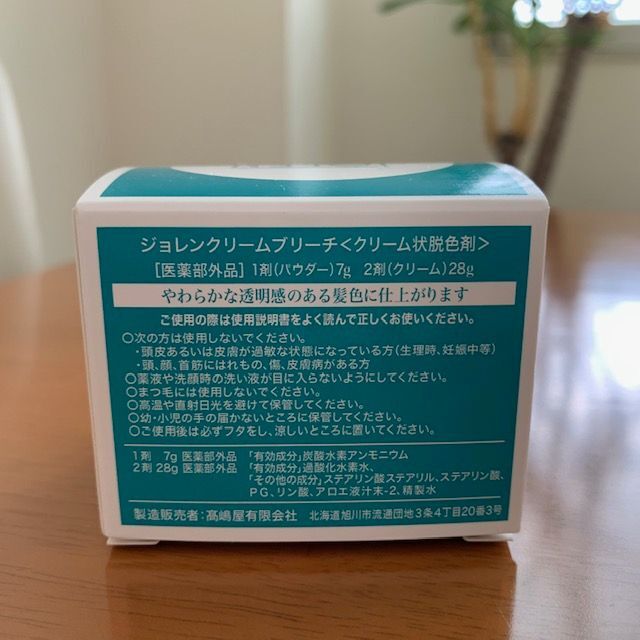 ジョレンクリームブリーチ<クリーム状脱色剤>
[医薬部外品] 1剤(パウダー)7g 2剤(クリーム)28g
やわらかな透明感のある髪色に仕上がります
ご使用の際は使用説明書をよく読んで正しくお使いください。
○次の方は使用しないでください。
・頭皮あるいは皮膚が過敏な状態になっている方(生理時、妊娠中等)
・頭、顔、首筋にはれもの、傷、皮膚病がある方
○薬液や洗顔時の洗い液が目に入らないようにしてください。
○まつ毛には使用しないでください。
○高温や直射日光を避けて保管してください。
○幼・小児の手の届かないところに保管してください。
○ご使用後は必ずフタをし、涼しいところに置いてください。
1剤 7g 医薬部外品 「有効成分」炭酸水素アンモニウム
2剤 28g 医薬部外品 「有効成分」過酸化水素水、
「その他の成分」ステアリン酸ステアリル、ステアリン酸、
PG、リン酸、アロエ液汁末-2、精製水
製造販売者：髙嶋屋有限会社 北海道旭川市流通団地3条4丁目20番3号